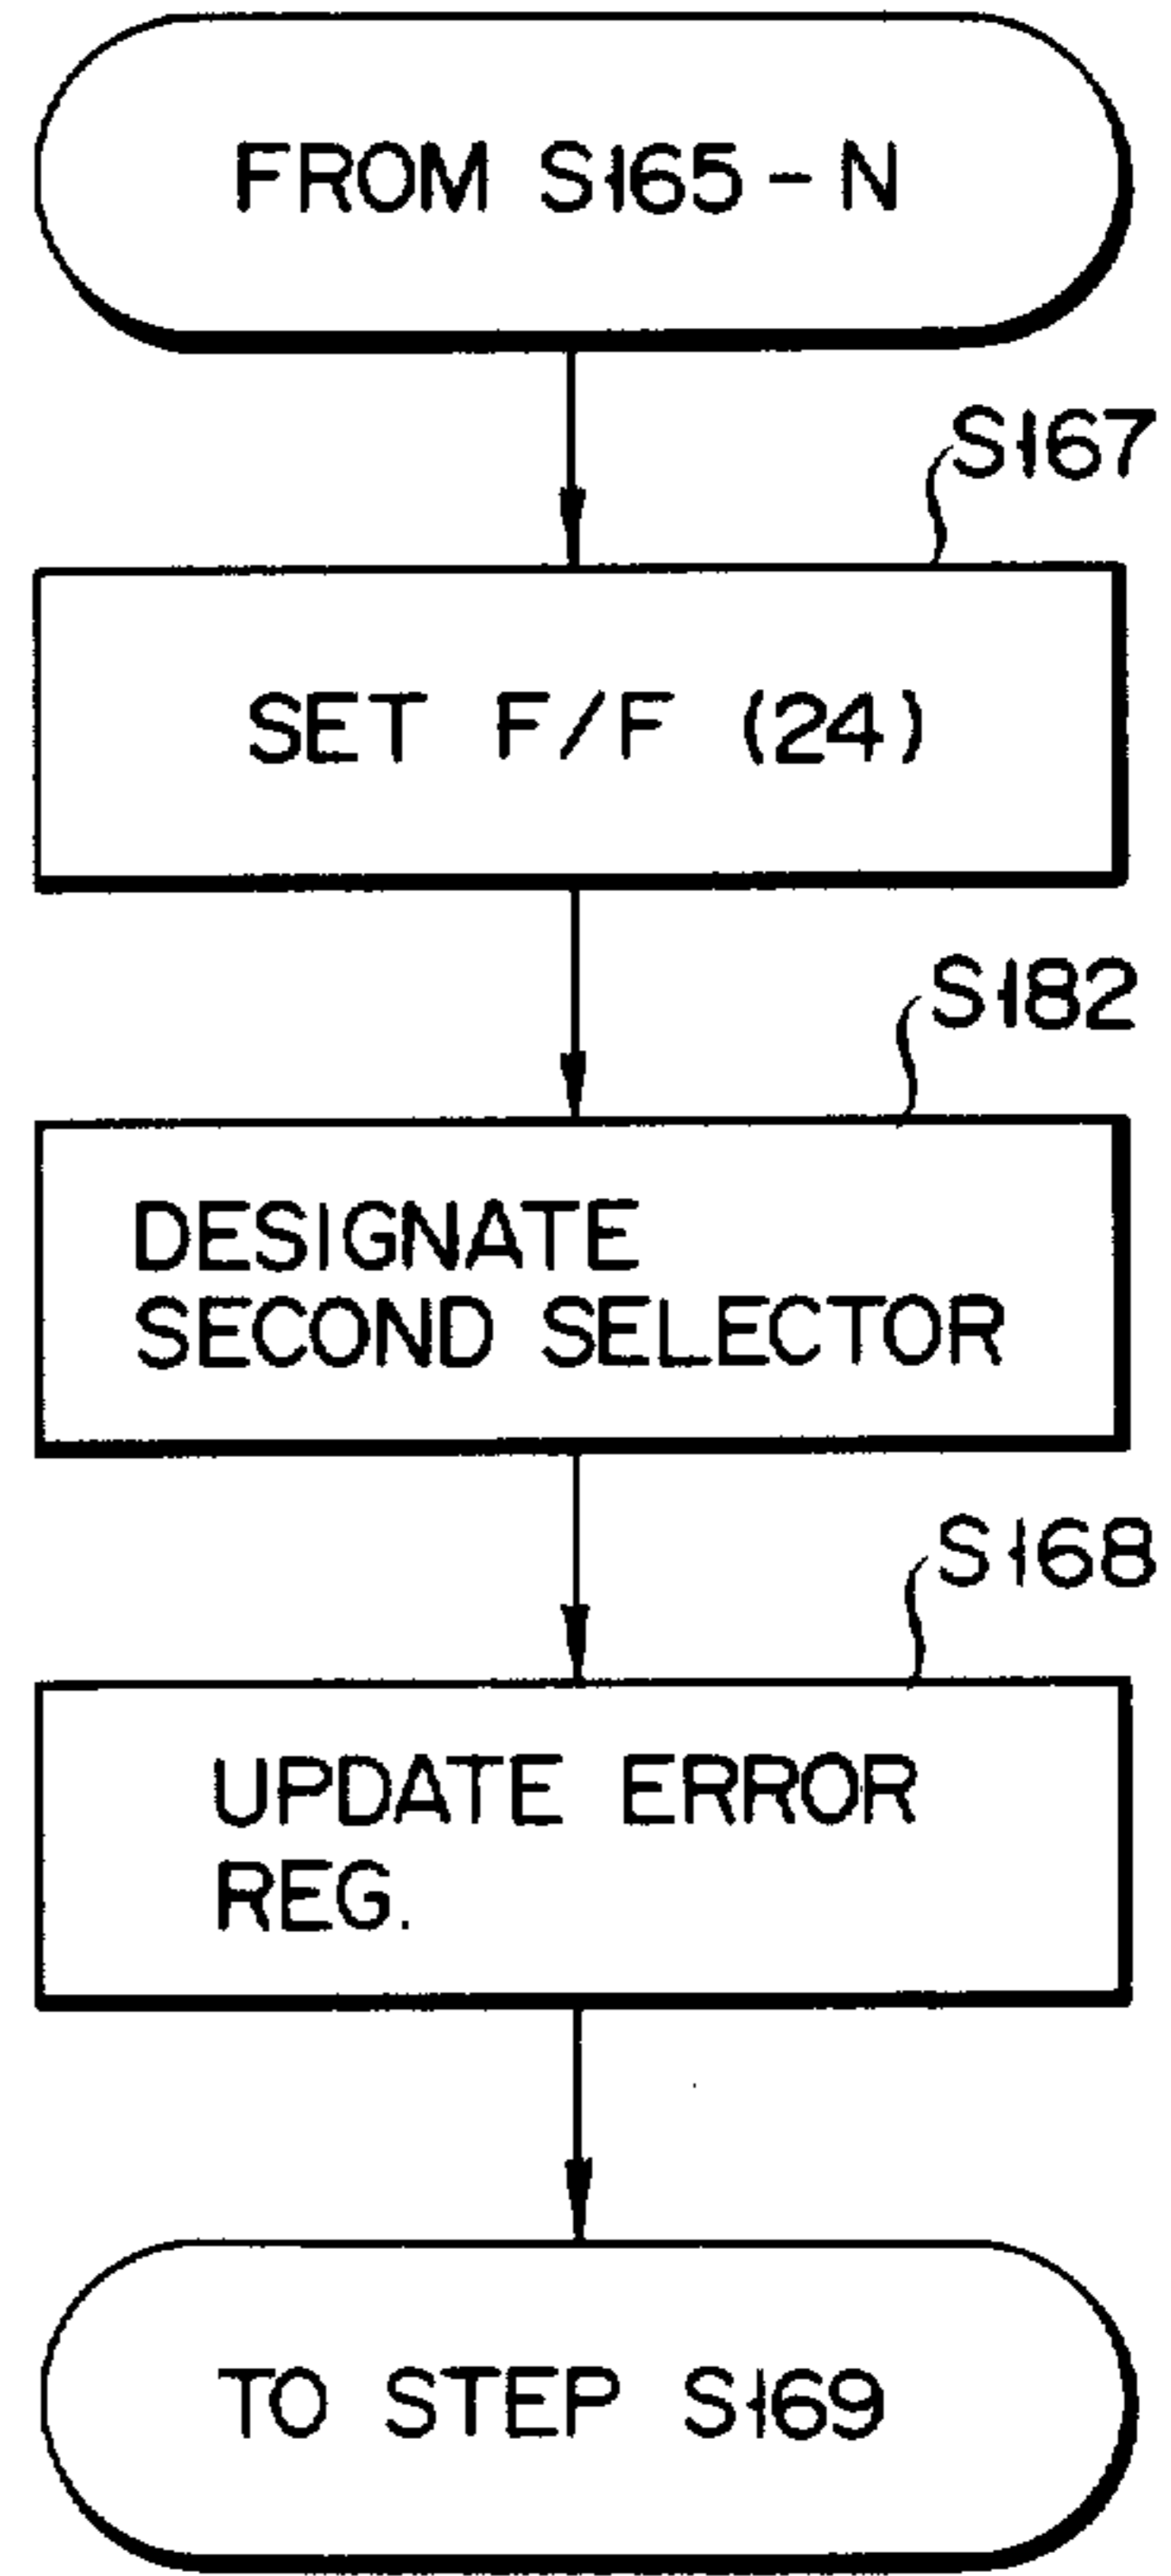 FROM S165-N
S167
SET F/F (24)
S182
DESIGNATE
SECOND SELECTOR
S168
UPDATE ERROR
REG.
TO STEP S169